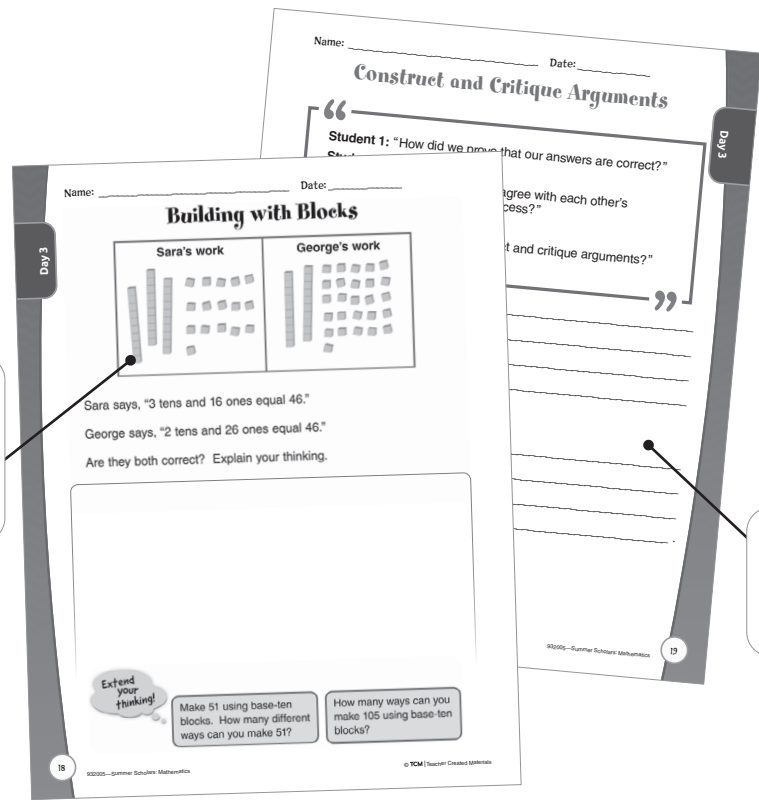 Name: Date:
Construct and Critique Arguments
“
Student 1: “How did we prove that our answers are correct?”
agree with each other’s
cess?”
t and critique arguments?”
”
.
Day 3
932005—Summer Scholars: Mathematics
19
Name: Date:
Building with Blocks
Day 3
Sara’s work
George’s work
Sara says, “3 tens and 16 ones equal 46.”
George says, “2 tens and 26 ones equal 46.”
Are they both correct? Explain your thinking.
Extend
your
thinking!
Make 51 using base-ten
blocks. How many different
ways can you make 51?
How many ways can you
make 105 using base-ten
blocks?
18
932005—Summer Scholars: Mathematics
© TCM | Teacher Created Materials